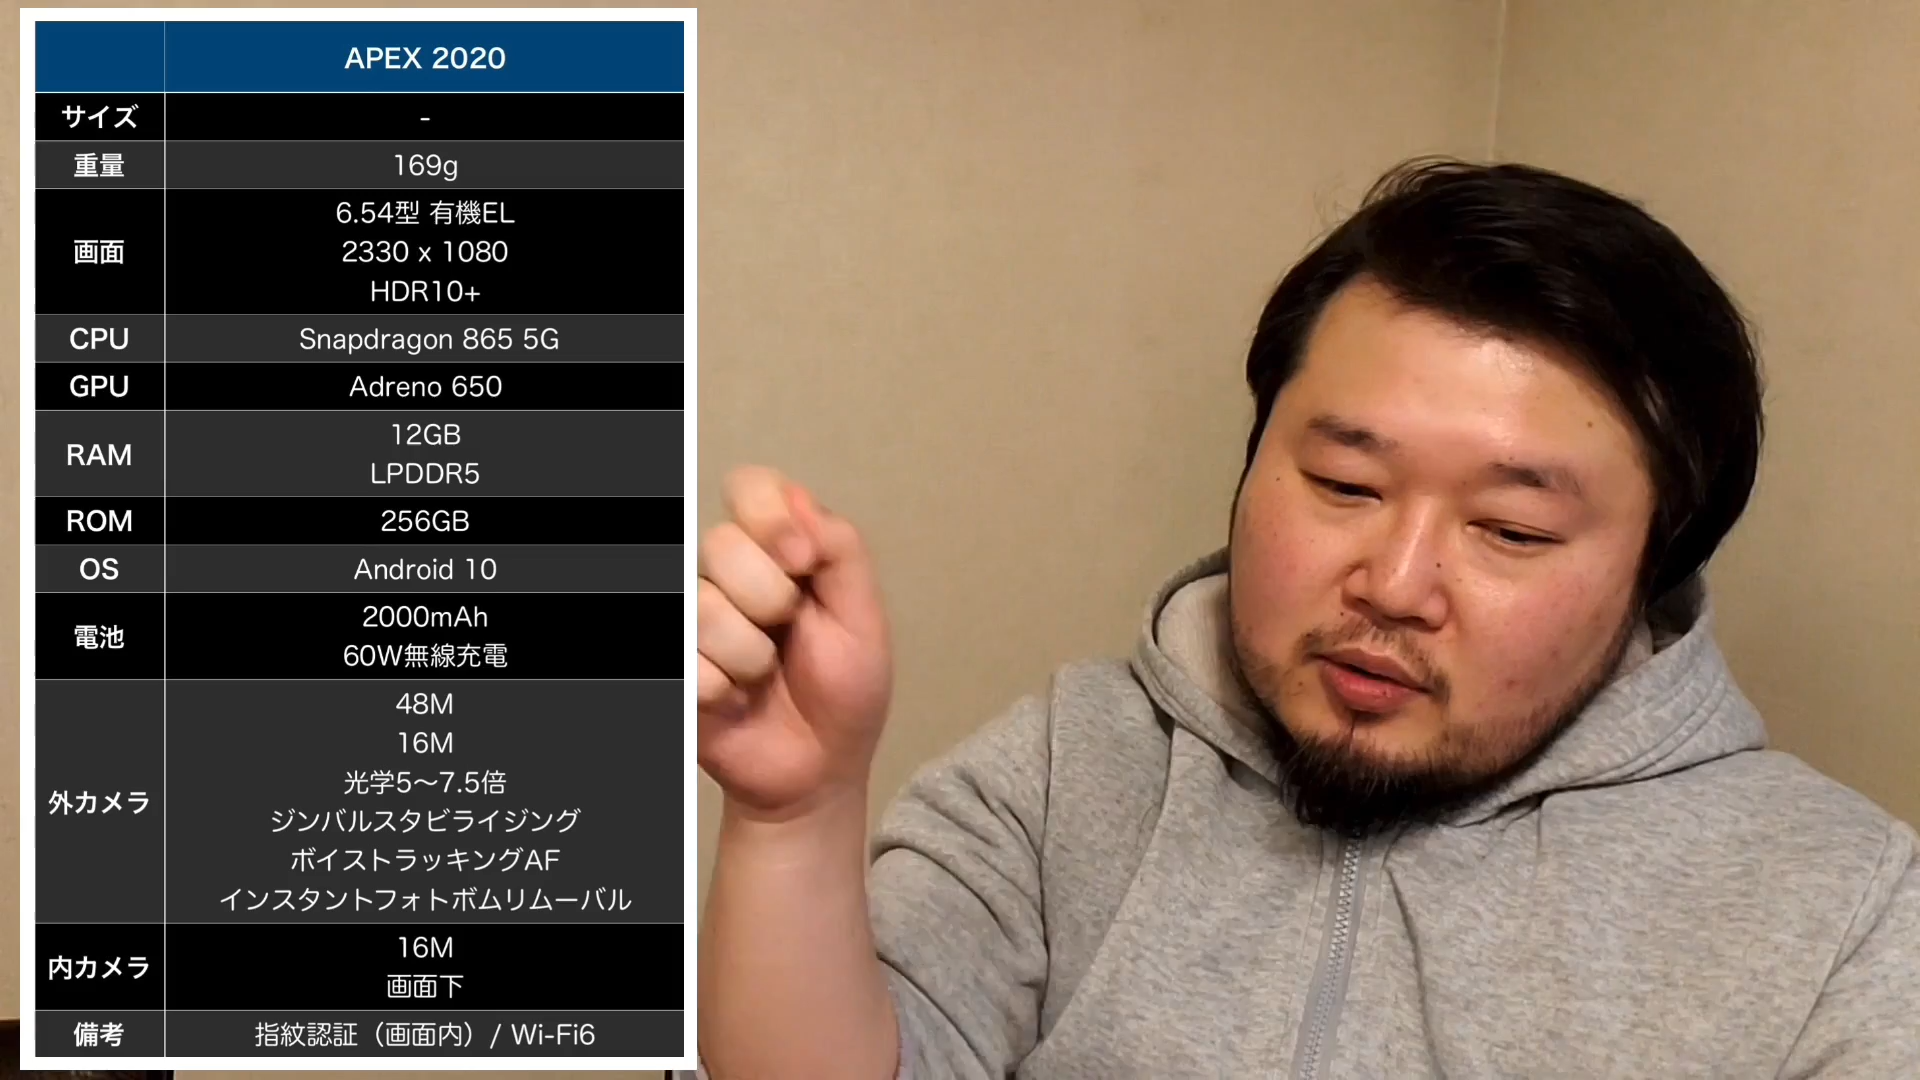 APEX 2020
サイズ
-
重量
169g
画面
6.54型 有機EL
2330 x 1080
HDR10+
CPU
Snapdragon 865 5G
GPU
Adreno 650
RAM
12GB
LPDDR5
ROM
256GB
OS
Android 10
電池
2000mAh
60W無線充電
外カメラ
48M
16M
光学5〜7.5倍
ジンバルスタビライジング
ボイストラッキングAF
インスタントフォトボムリムーバル
内カメラ
16M
画面下
備考
指紋認証（画面内）/ Wi-Fi6